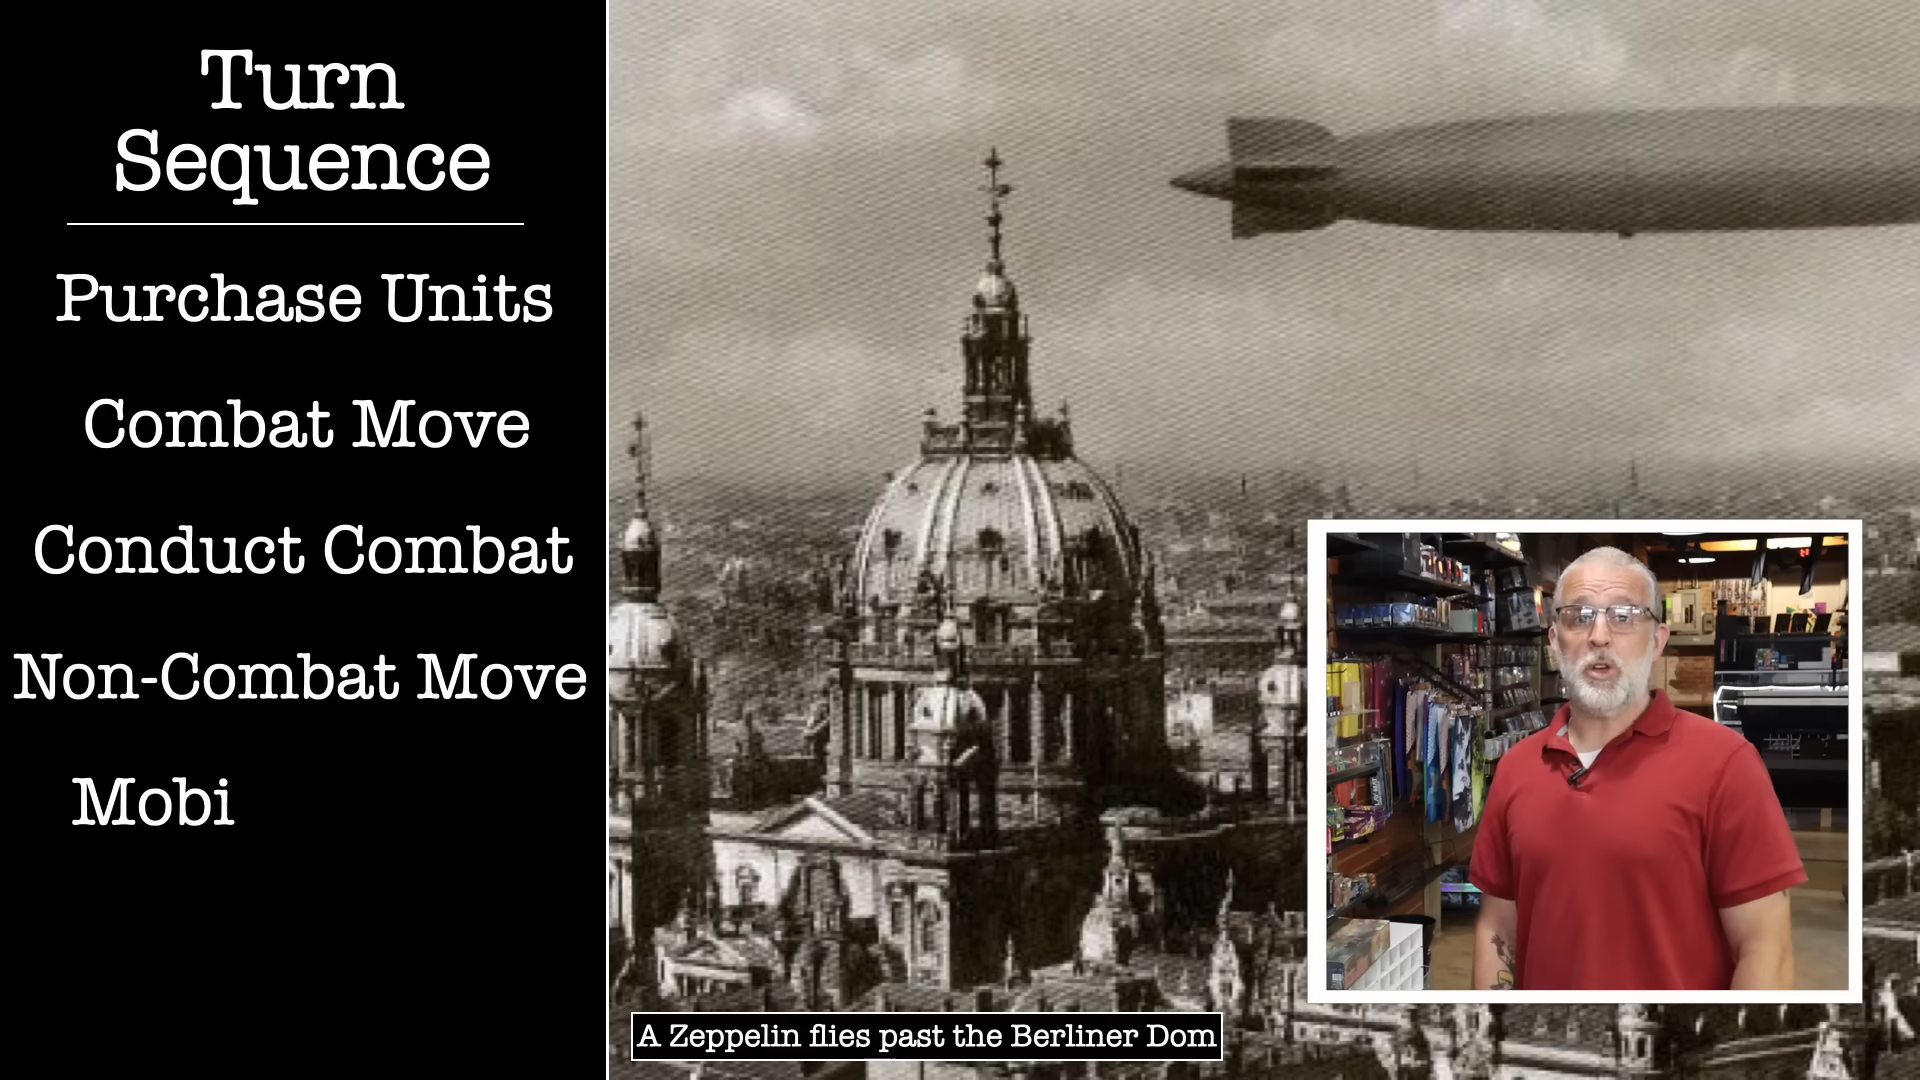 Turn
Sequence
Purchase Units
Combat Move
Conduct Combat
Non-Combat Move
Mobi
A Zeppelin flies past the Berliner Dom